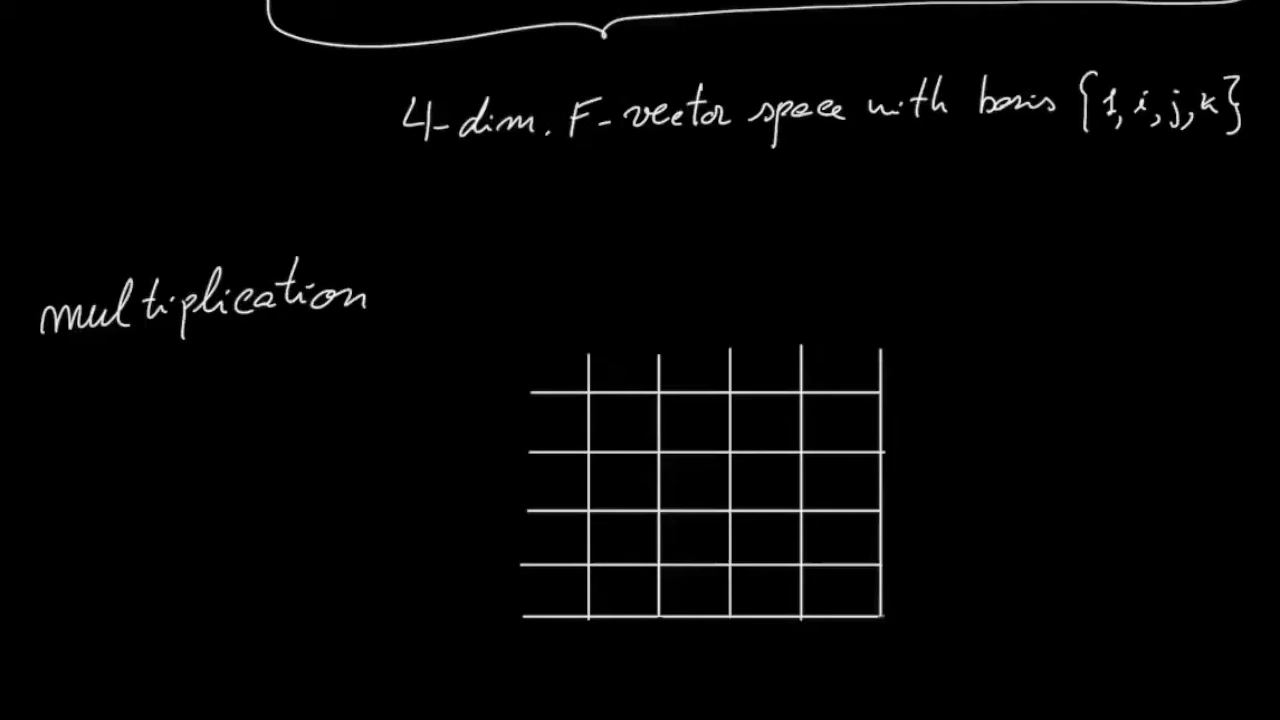 4-dim. F-vector space with basis {1, i, j, k}
multiplication